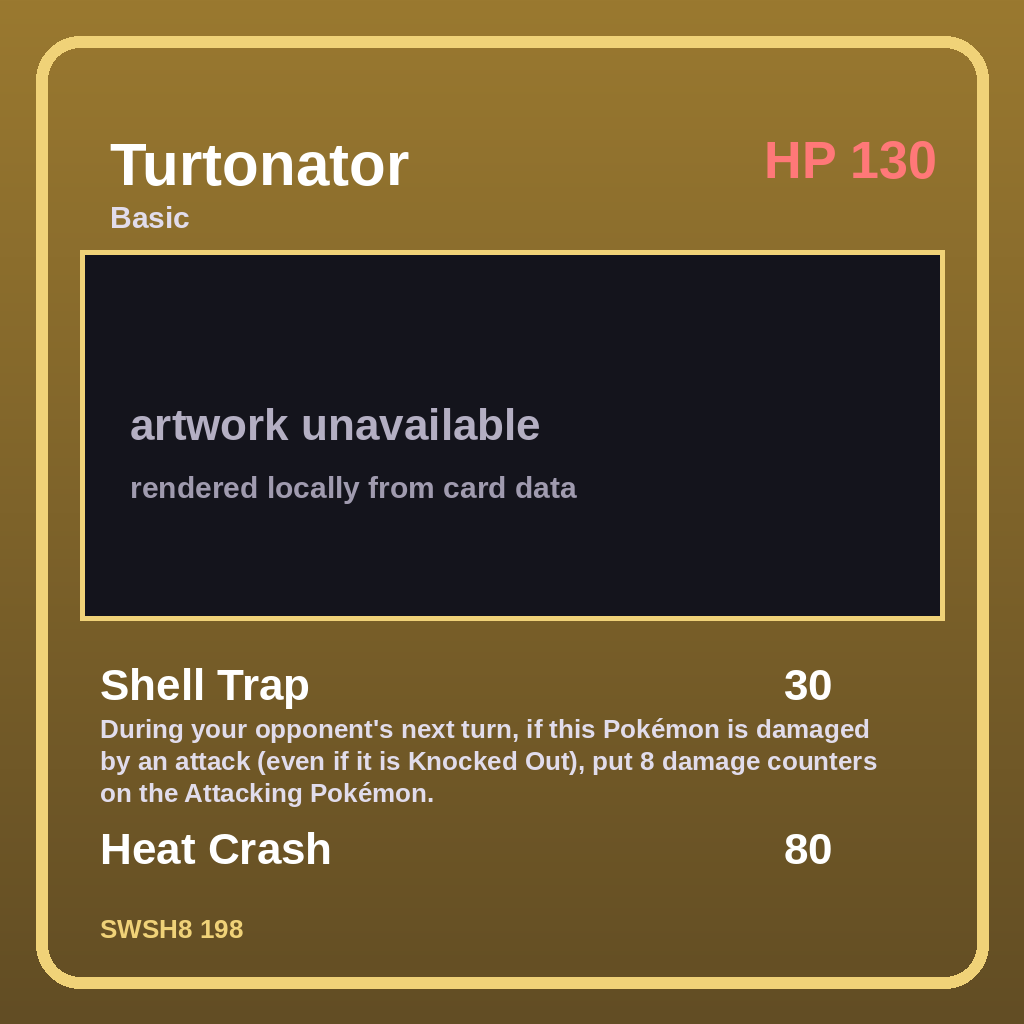 Turtonator
HP 130
Basic
artwork unavailable
rendered locally from card data
Shell Trap
30
During your opponent's next turn, if this Pokémon is damaged
by an attack (even if it is Knocked Out), put 8 damage counters
on the Attacking Pokémon.
Heat Crash
80
SWSH8 198